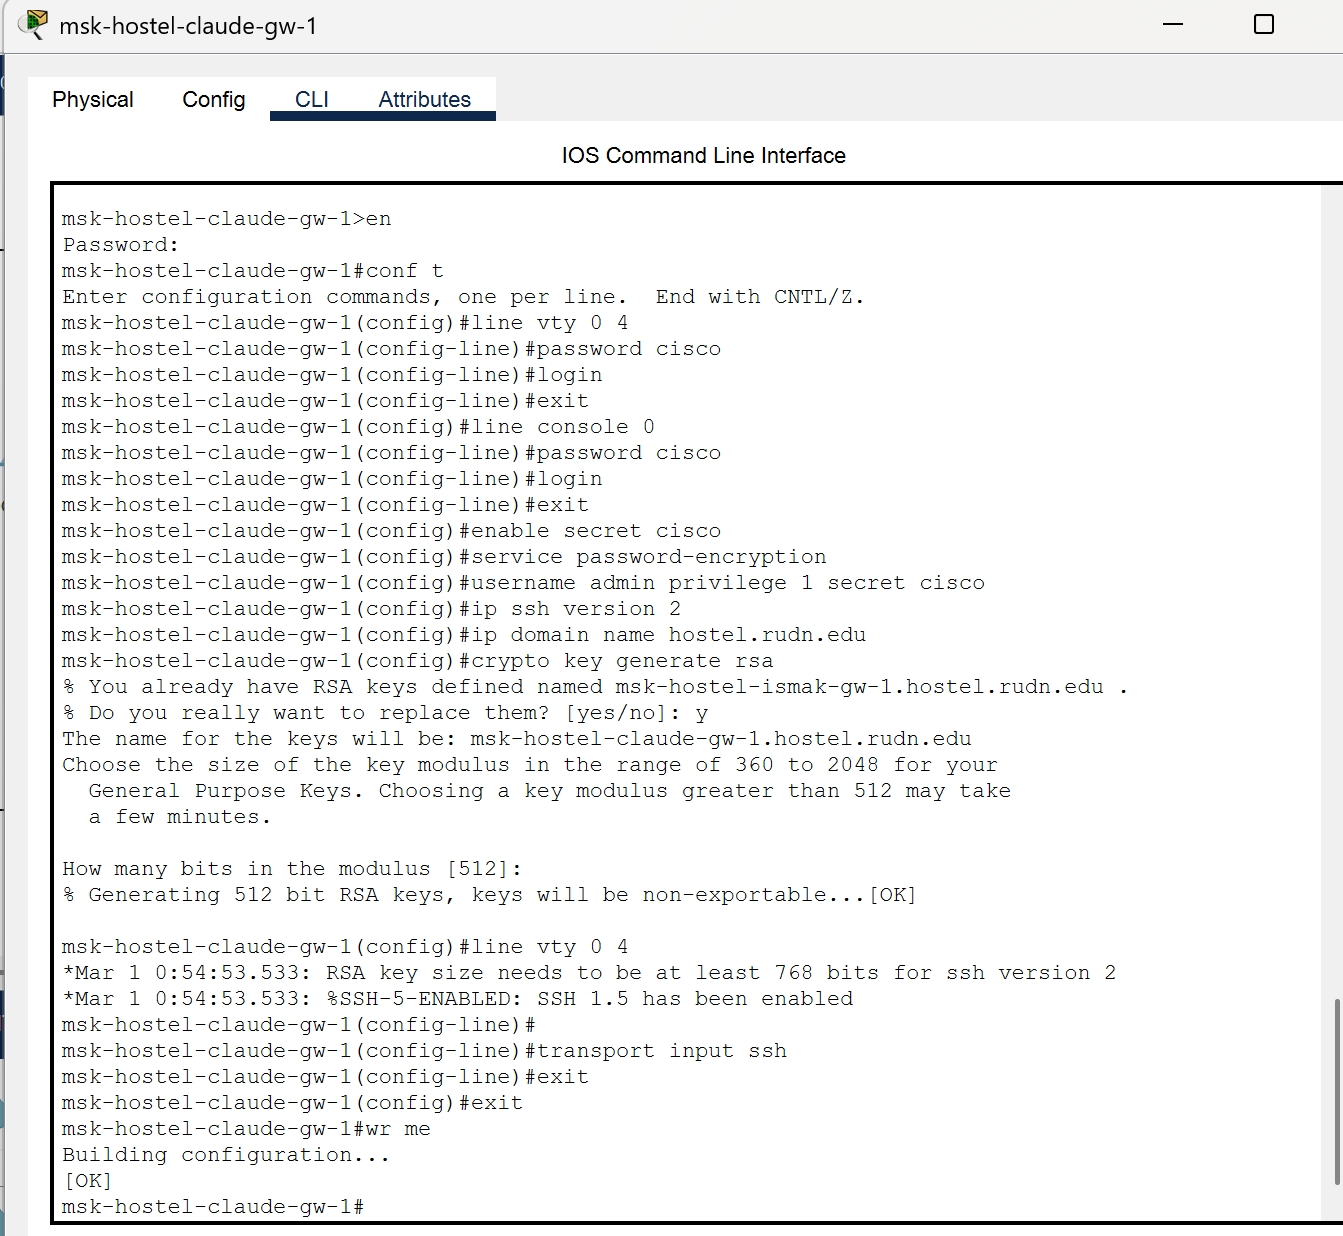 msk-hostel-claude-gw-1
Physical Config CLI Attributes
IOS Command Line Interface
msk-hostel-claude-gw-1>en
Password:
msk-hostel-claude-gw-1#conf t
Enter configuration commands, one per line.  End with CNTL/Z.
msk-hostel-claude-gw-1(config)#line vty 0 4
msk-hostel-claude-gw-1(config-line)#password cisco
msk-hostel-claude-gw-1(config-line)#login
msk-hostel-claude-gw-1(config-line)#exit
msk-hostel-claude-gw-1(config)#line console 0
msk-hostel-claude-gw-1(config-line)#password cisco
msk-hostel-claude-gw-1(config-line)#login
msk-hostel-claude-gw-1(config-line)#exit
msk-hostel-claude-gw-1(config)#enable secret cisco
msk-hostel-claude-gw-1(config)#service password-encryption
msk-hostel-claude-gw-1(config)#username admin privilege 1 secret cisco
msk-hostel-claude-gw-1(config)#ip ssh version 2
msk-hostel-claude-gw-1(config)#ip domain name hostel.rudn.edu
msk-hostel-claude-gw-1(config)#crypto key generate rsa
% You already have RSA keys defined named msk-hostel-ismak-gw-1.hostel.rudn.edu .
% Do you really want to replace them? [yes/no]: y
The name for the keys will be: msk-hostel-claude-gw-1.hostel.rudn.edu
Choose the size of the key modulus in the range of 360 to 2048 for your
  General Purpose Keys. Choosing a key modulus greater than 512 may take
  a few minutes.
How many bits in the modulus [512]:
% Generating 512 bit RSA keys, keys will be non-exportable...[OK]
msk-hostel-claude-gw-1(config)#line vty 0 4
*Mar 1 0:54:53.533: RSA key size needs to be at least 768 bits for ssh version 2
*Mar 1 0:54:53.533: %SSH-5-ENABLED: SSH 1.5 has been enabled
msk-hostel-claude-gw-1(config-line)#
msk-hostel-claude-gw-1(config-line)#transport input ssh
msk-hostel-claude-gw-1(config-line)#exit
msk-hostel-claude-gw-1(config)#exit
msk-hostel-claude-gw-1#wr me
Building configuration...
[OK]
msk-hostel-claude-gw-1#